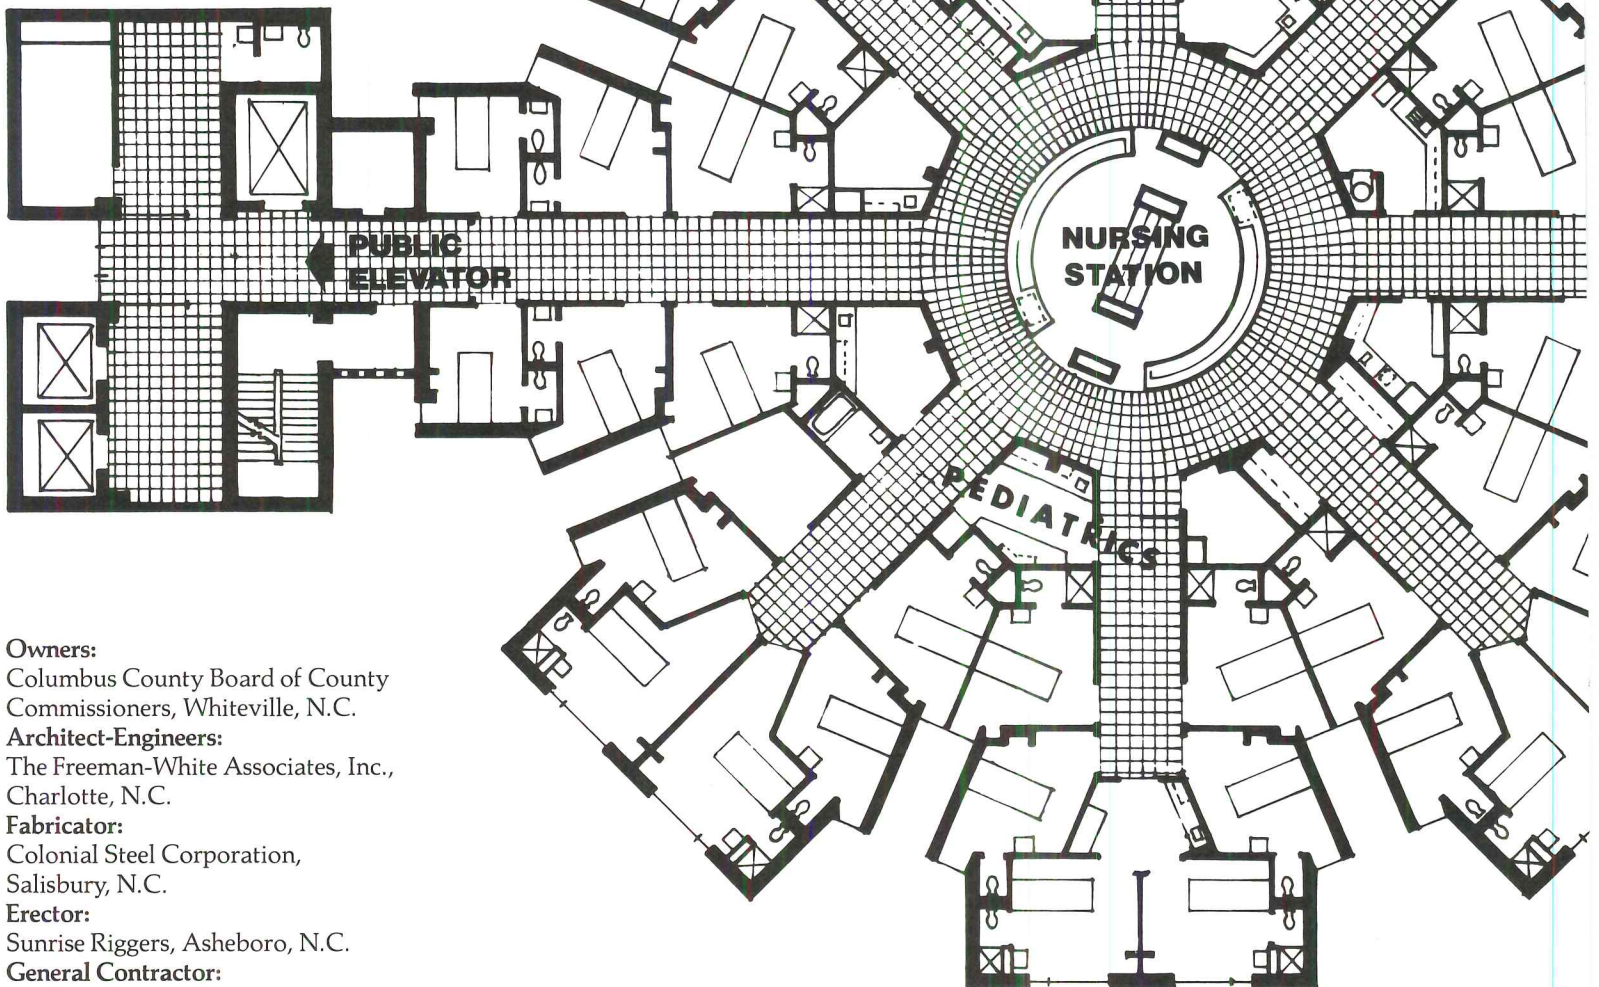 PUBLIC
ELEVATOR
NURSING
STATION
PEDIATRICS
Owners:
Columbus County Board of County
Commissioners, Whiteville, N.C.
Architect-Engineers:
The Freeman-White Associates, Inc.,
Charlotte, N.C.
Fabricator:
Colonial Steel Corporation,
Salisbury, N.C.
Erector:
Sunrise Riggers, Asheboro, N.C.
General Contractor: